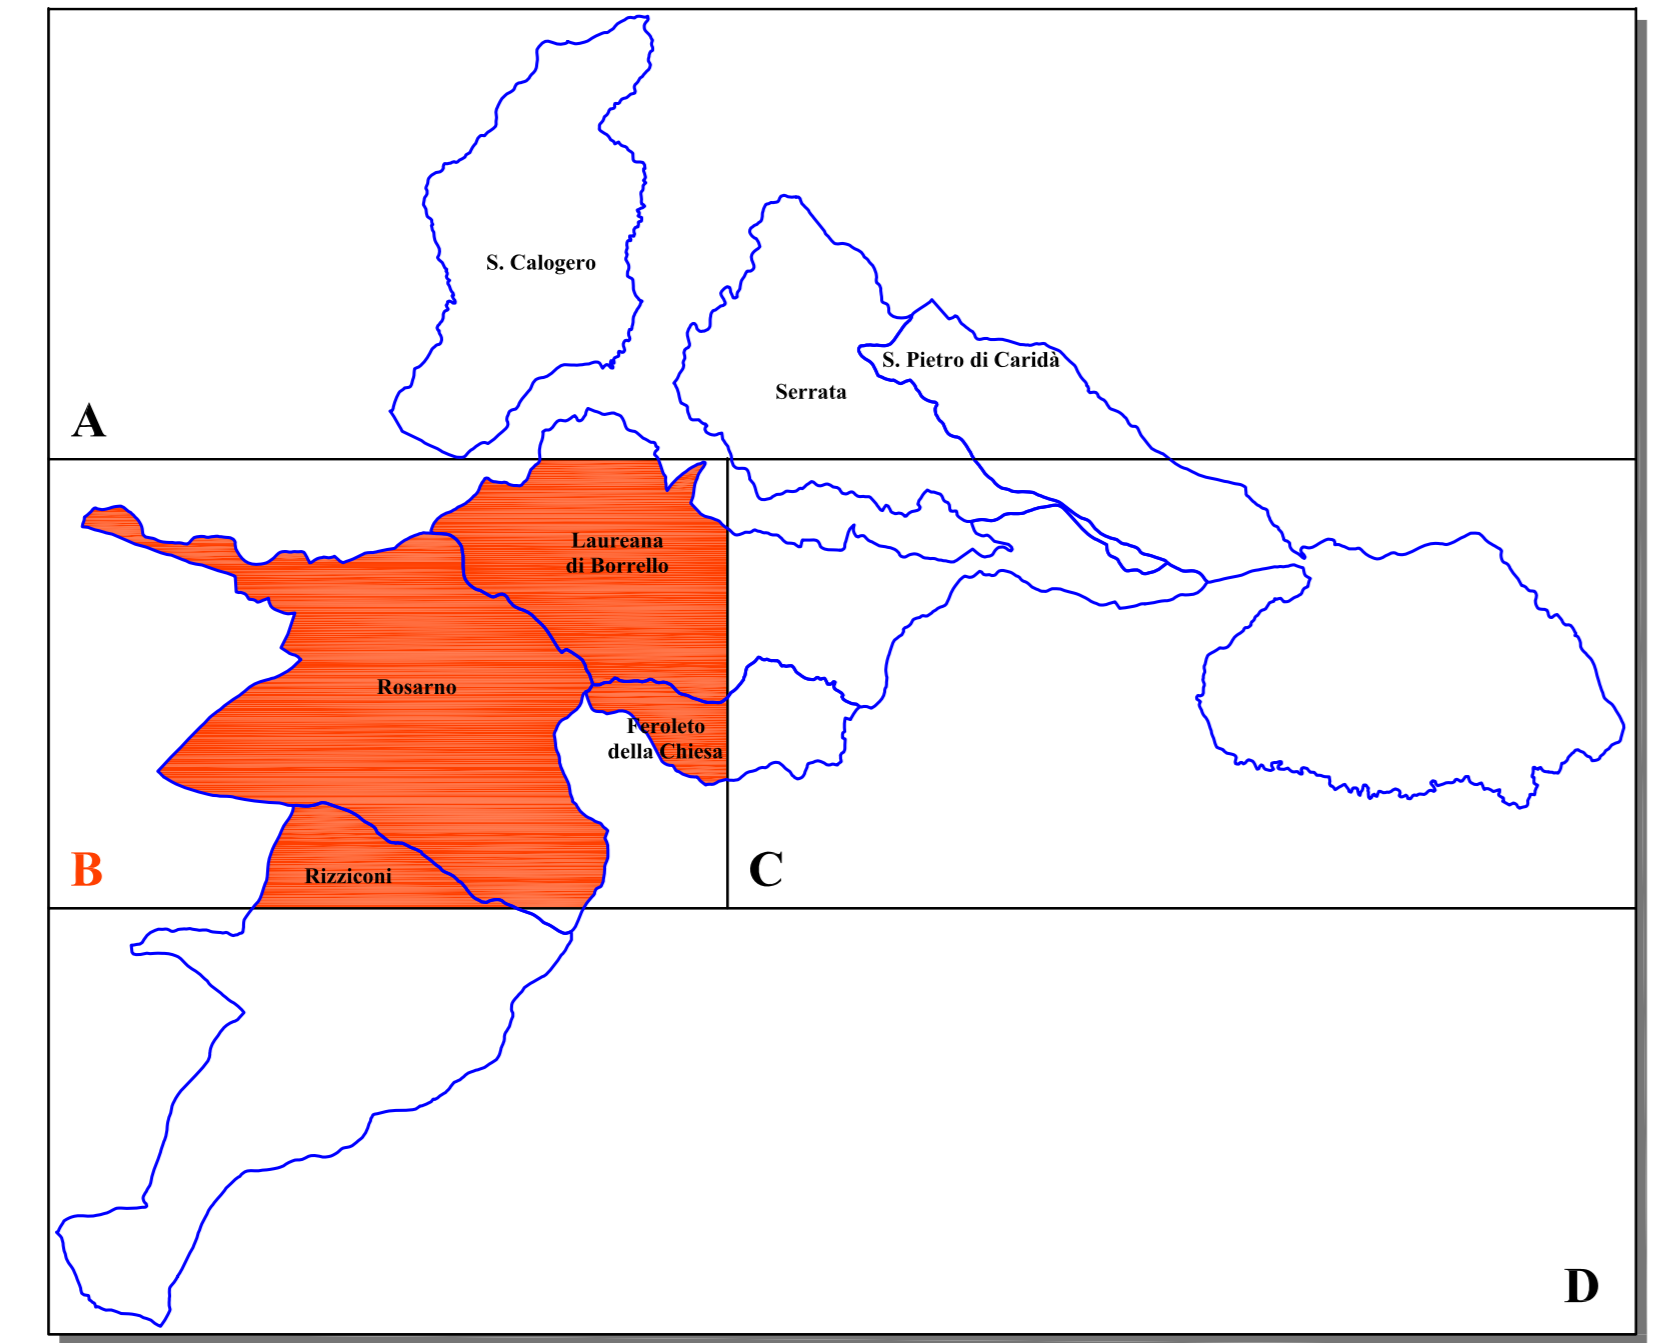 S. Calogero
S. Pietro di Caridà
Serrata
A
Laureana
di Borrello
Rosarno
Feroleto
della Chiesa
B
Rizziconi
C
D